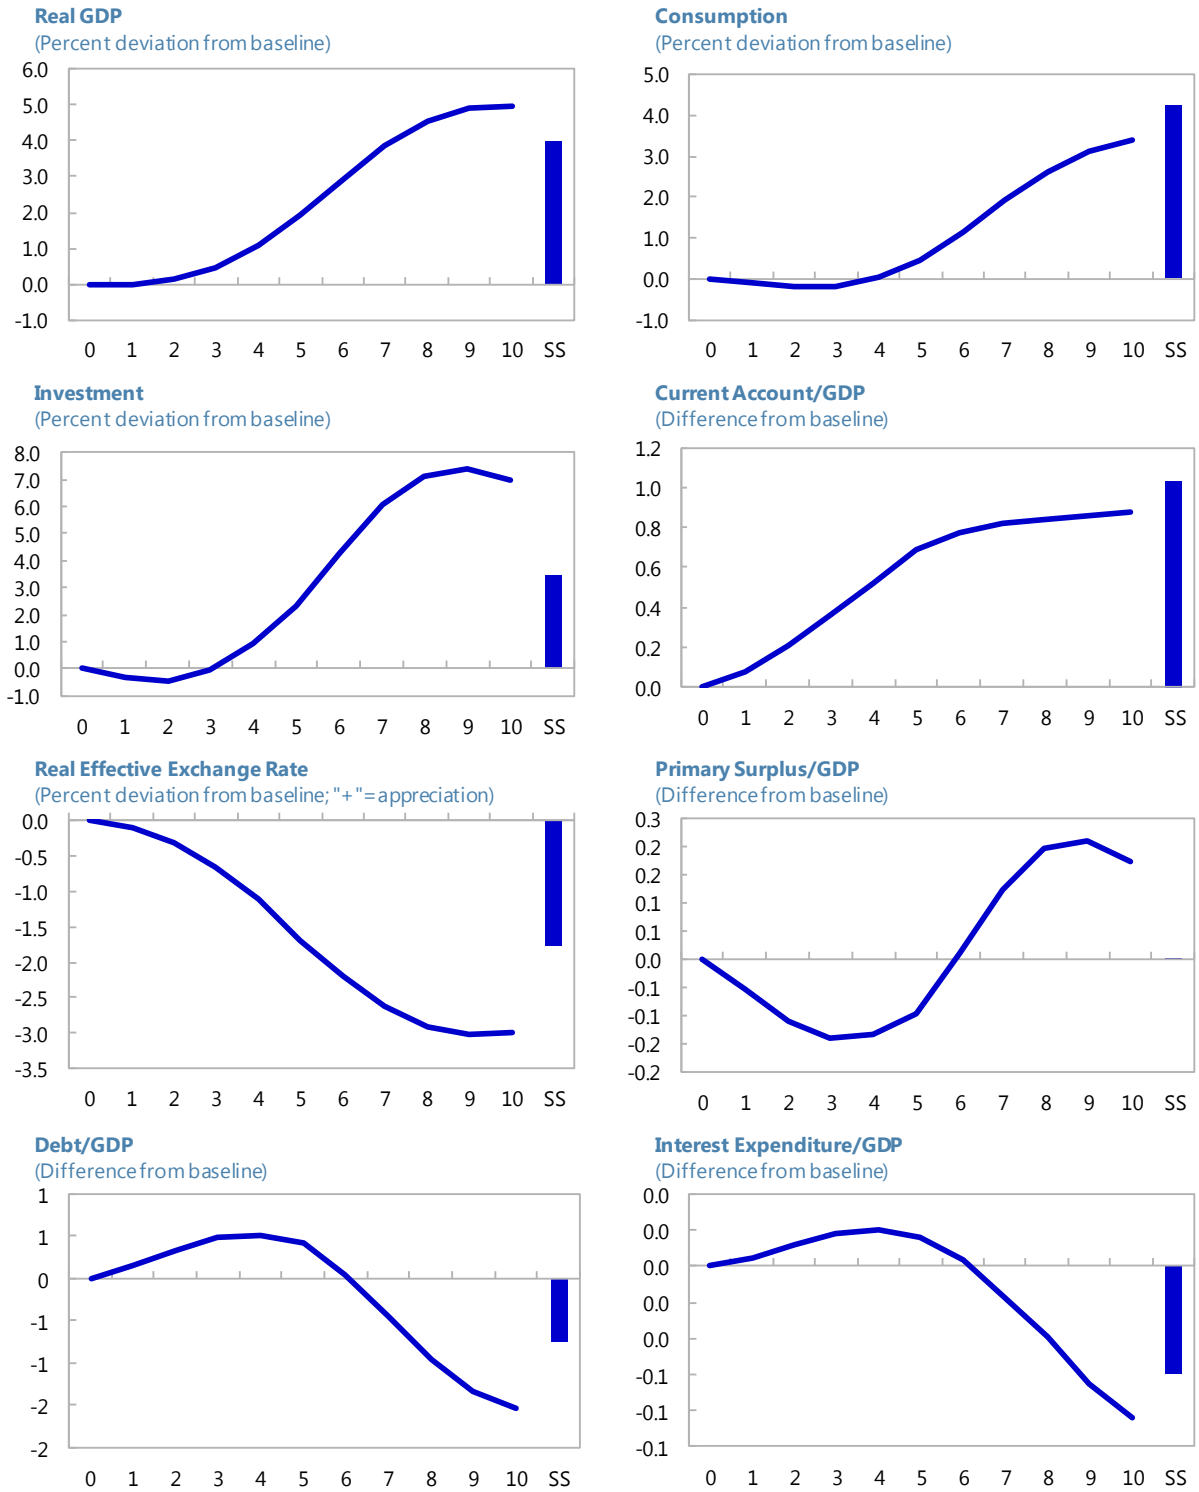 Real GDP
(Percent deviation from baseline)
6.0
5.0
4.0
3.0
2.0
1.0
0.0
-1.0
0 1 2 3 4 5 6 7 8 9 10 SS
Consumption
(Percent deviation from baseline)
5.0
4.0
3.0
2.0
1.0
0.0
-1.0
0 1 2 3 4 5 6 7 8 9 10 SS
Investment
(Percent deviation from baseline)
8.0
7.0
6.0
5.0
4.0
3.0
2.0
1.0
0.0
-1.0
0 1 2 3 4 5 6 7 8 9 10 SS
Current Account/GDP
(Difference from baseline)
1.2
1.0
0.8
0.6
0.4
0.2
0.0
0 1 2 3 4 5 6 7 8 9 10 SS
Real Effective Exchange Rate
(Percent deviation from baseline; "+"=appreciation)
0.0
-0.5
-1.0
-1.5
-2.0
-2.5
-3.0
-3.5
0 1 2 3 4 5 6 7 8 9 10 SS
Primary Surplus/GDP
(Difference from baseline)
0.3
0.2
0.2
0.1
0.1
0.0
-0.1
-0.1
-0.2
-0.2
0 1 2 3 4 5 6 7 8 9 10 SS
Debt/GDP
(Difference from baseline)
1
1
0
-1
-1
-2
-2
0 1 2 3 4 5 6 7 8 9 10 SS
Interest Expenditure/GDP
(Difference from baseline)
0.0
0.0
0.0
0.0
0.0
-0.1
-0.1
-0.1
0 1 2 3 4 5 6 7 8 9 10 SS